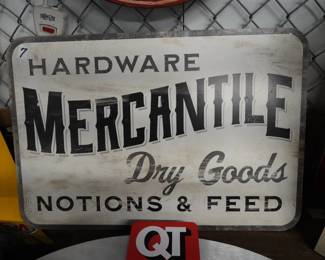 7
HARDWARE
MERCANTILE
Dry Goods
NOTIONS & FEED
QT